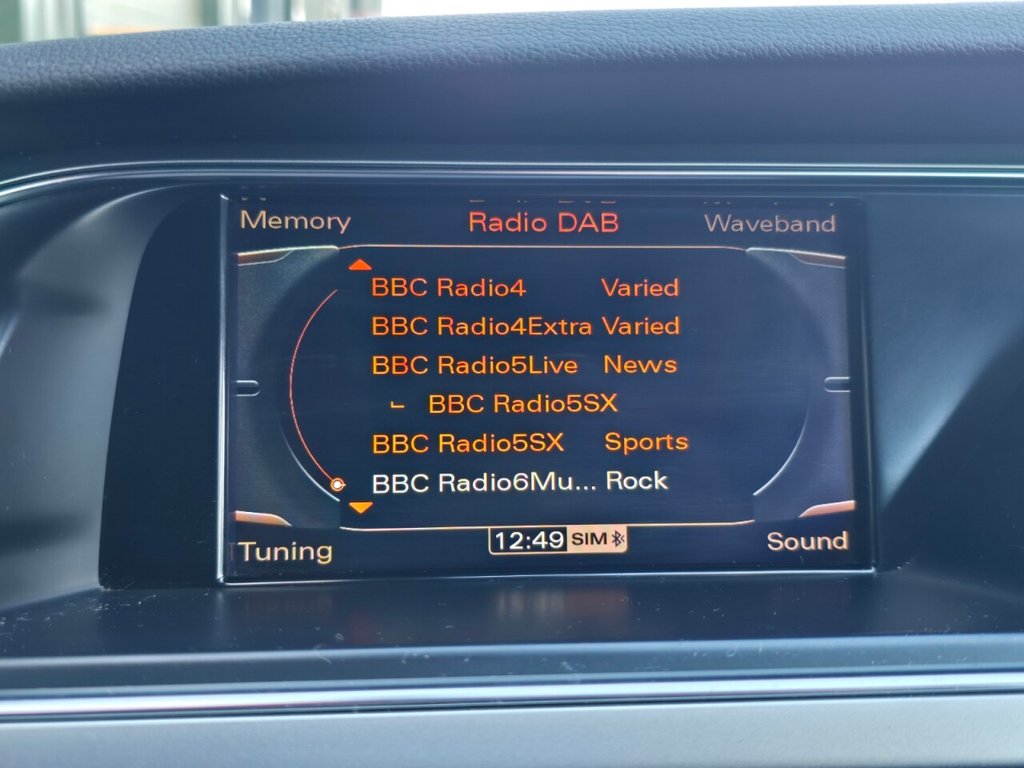 Memory Radio DAB Waveband
BBC Radio4 Varied
BBC Radio4Extra Varied
BBC Radio5Live News
BBC Radio5SX
BBC Radio5SX Sports
BBC Radio6Mu... Rock
Tuning 12:49 SIM Sound